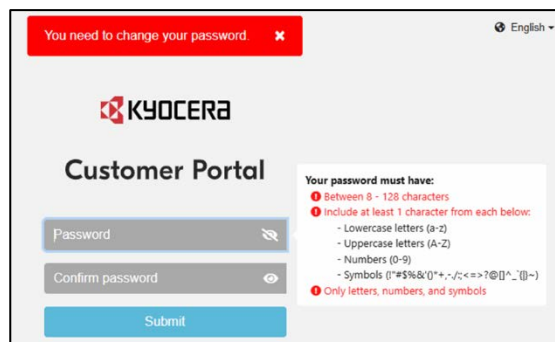 You need to change your password. ×
English
KYOCERA
Customer Portal
Your password must have:
Between 8 - 128 characters
Include at least 1 character from each below:
- Lowercase letters (a-z)
- Uppercase letters (A-Z)
- Numbers (0-9)
- Symbols (!"#$%&'()*+,-./:;<=>?@[]^_`{|}~)
Only letters, numbers, and symbols
Password
Confirm password
Submit